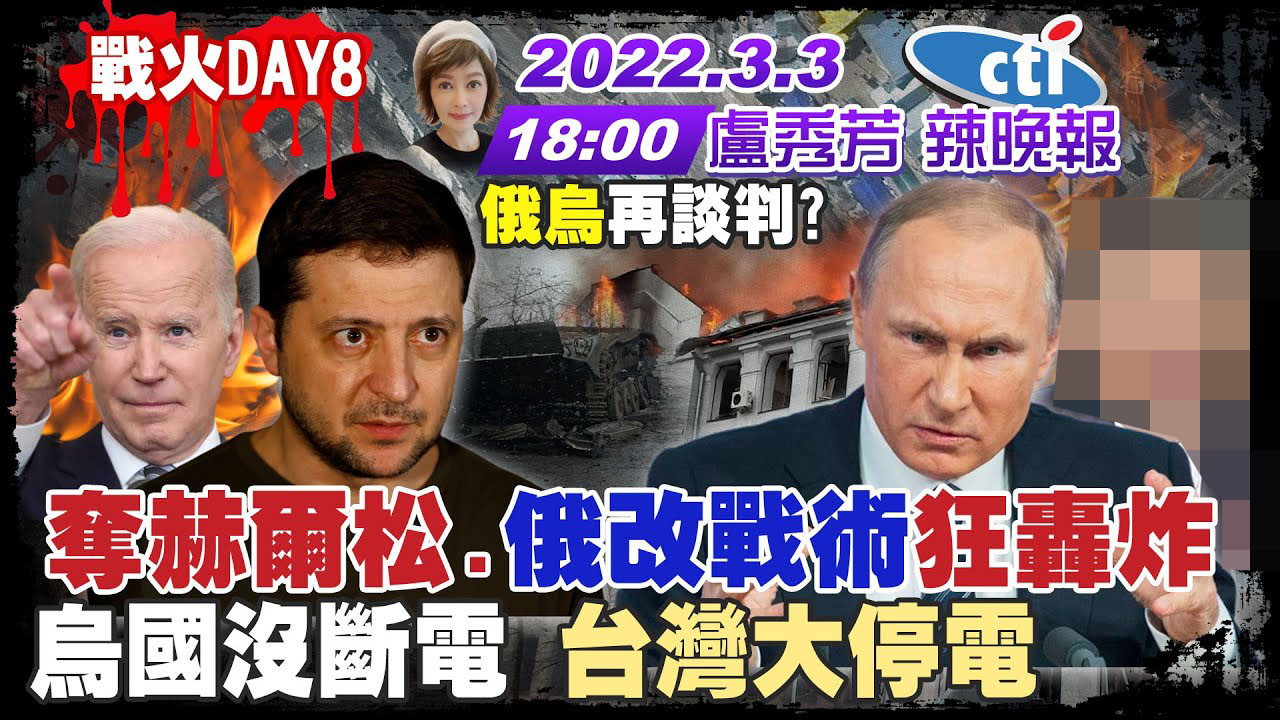 戰火DAY8
2022.3.3
cti
18:00 盧秀芳 辣晚報
俄烏再談判?
奪赫爾松.俄改戰術狂轟炸
烏國沒斷電 台灣大停電